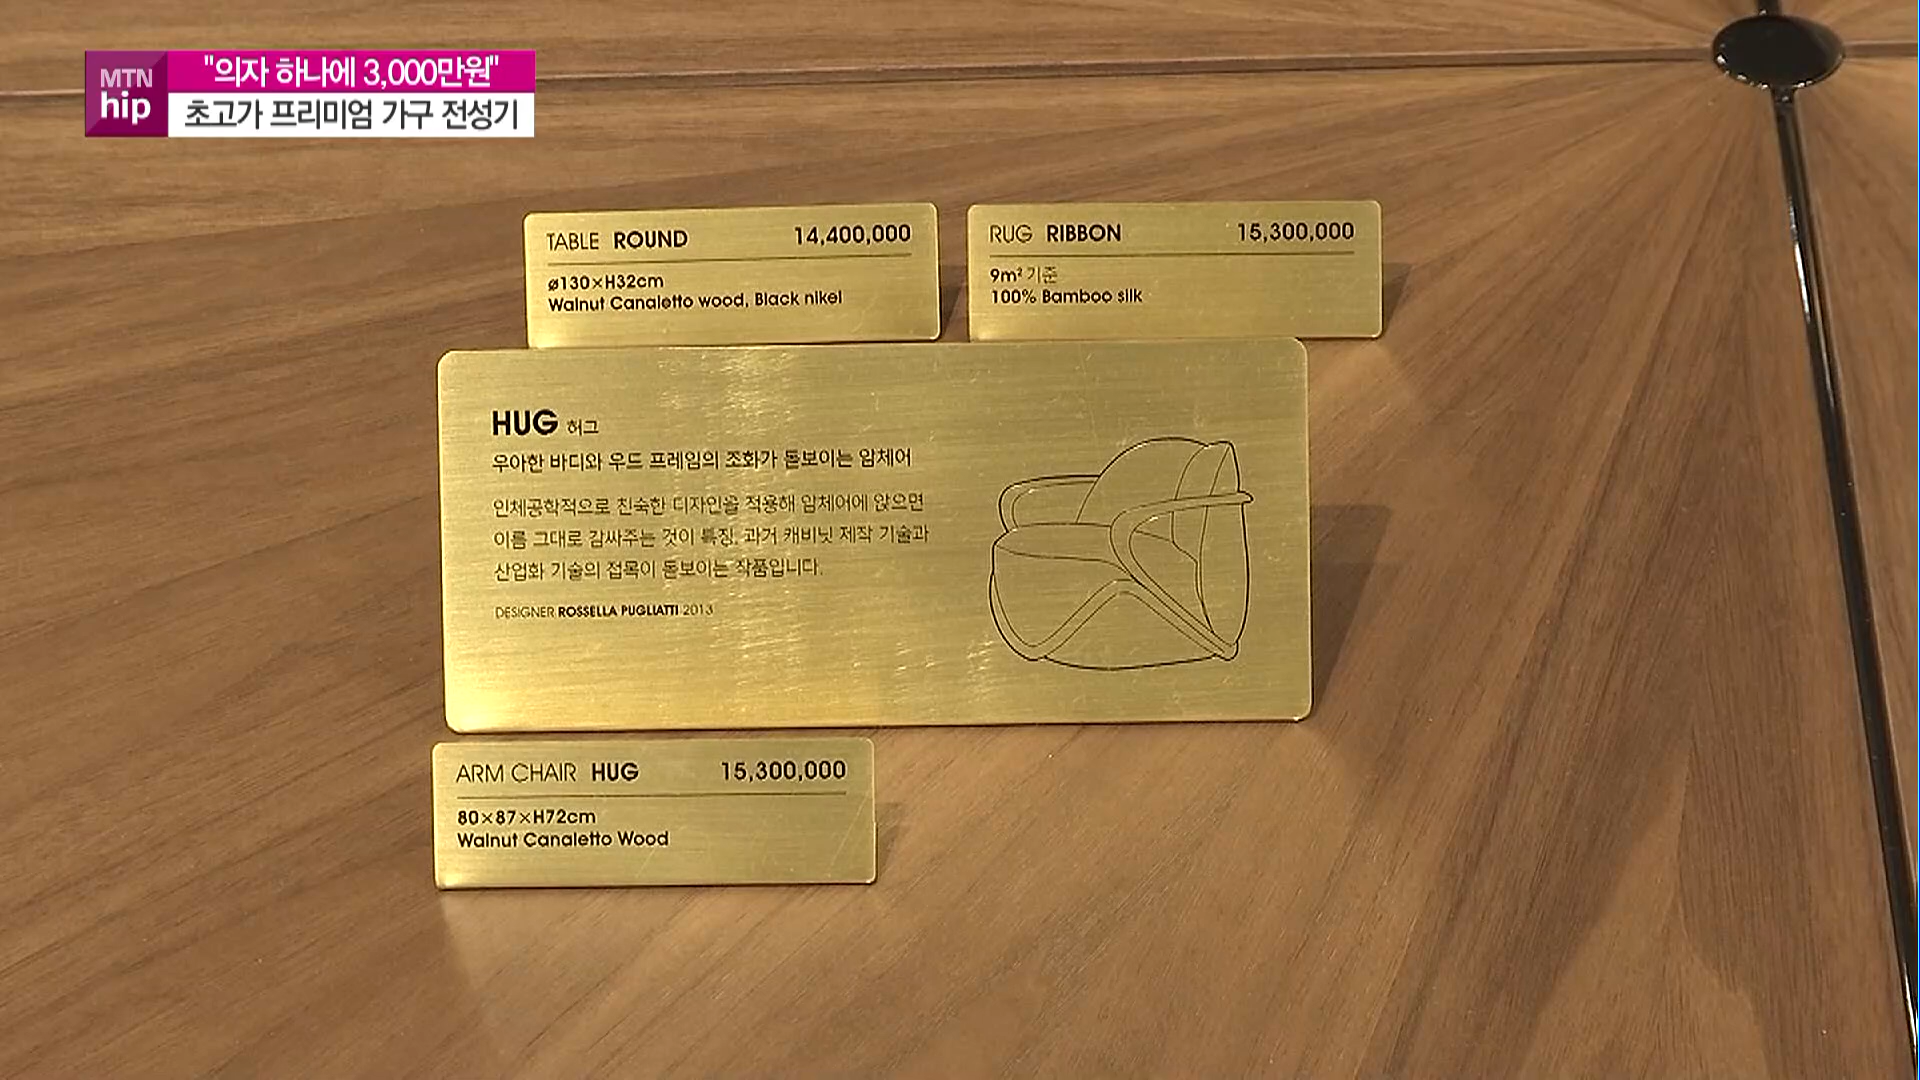 MTN
hip
"의자 하나에 3,000만원"
초고가 프리미엄 가구 전성기
TABLE ROUND 14,400,000
ø130×H32cm
Walnut Canaletto wood, Black nikel
RUG RIBBON 15,300,000
9m² 기준
100% Bamboo silk
HUG 허그
우아한 바디와 우드 프레임의 조화가 돋보이는 암체어
인체공학적으로 친숙한 디자인을 적용해 암체어에 앉으면
이름 그대로 감싸주는 것이 특징. 과거 캐비닛 제작 기술과
산업화 기술의 접목이 돋보이는 작품입니다.
DESIGNER ROSSELLA PUGLIATTI 2013
ARM CHAIR HUG 15,300,000
80×87×H72cm
Walnut Canaletto Wood